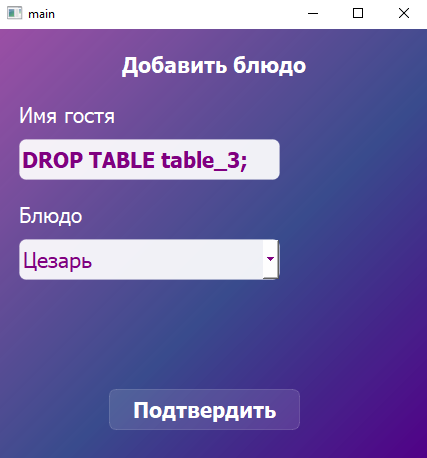 main
Добавить блюдо
Имя гостя
DROP TABLE table_3;
Блюдо
Цезарь
Подтвердить